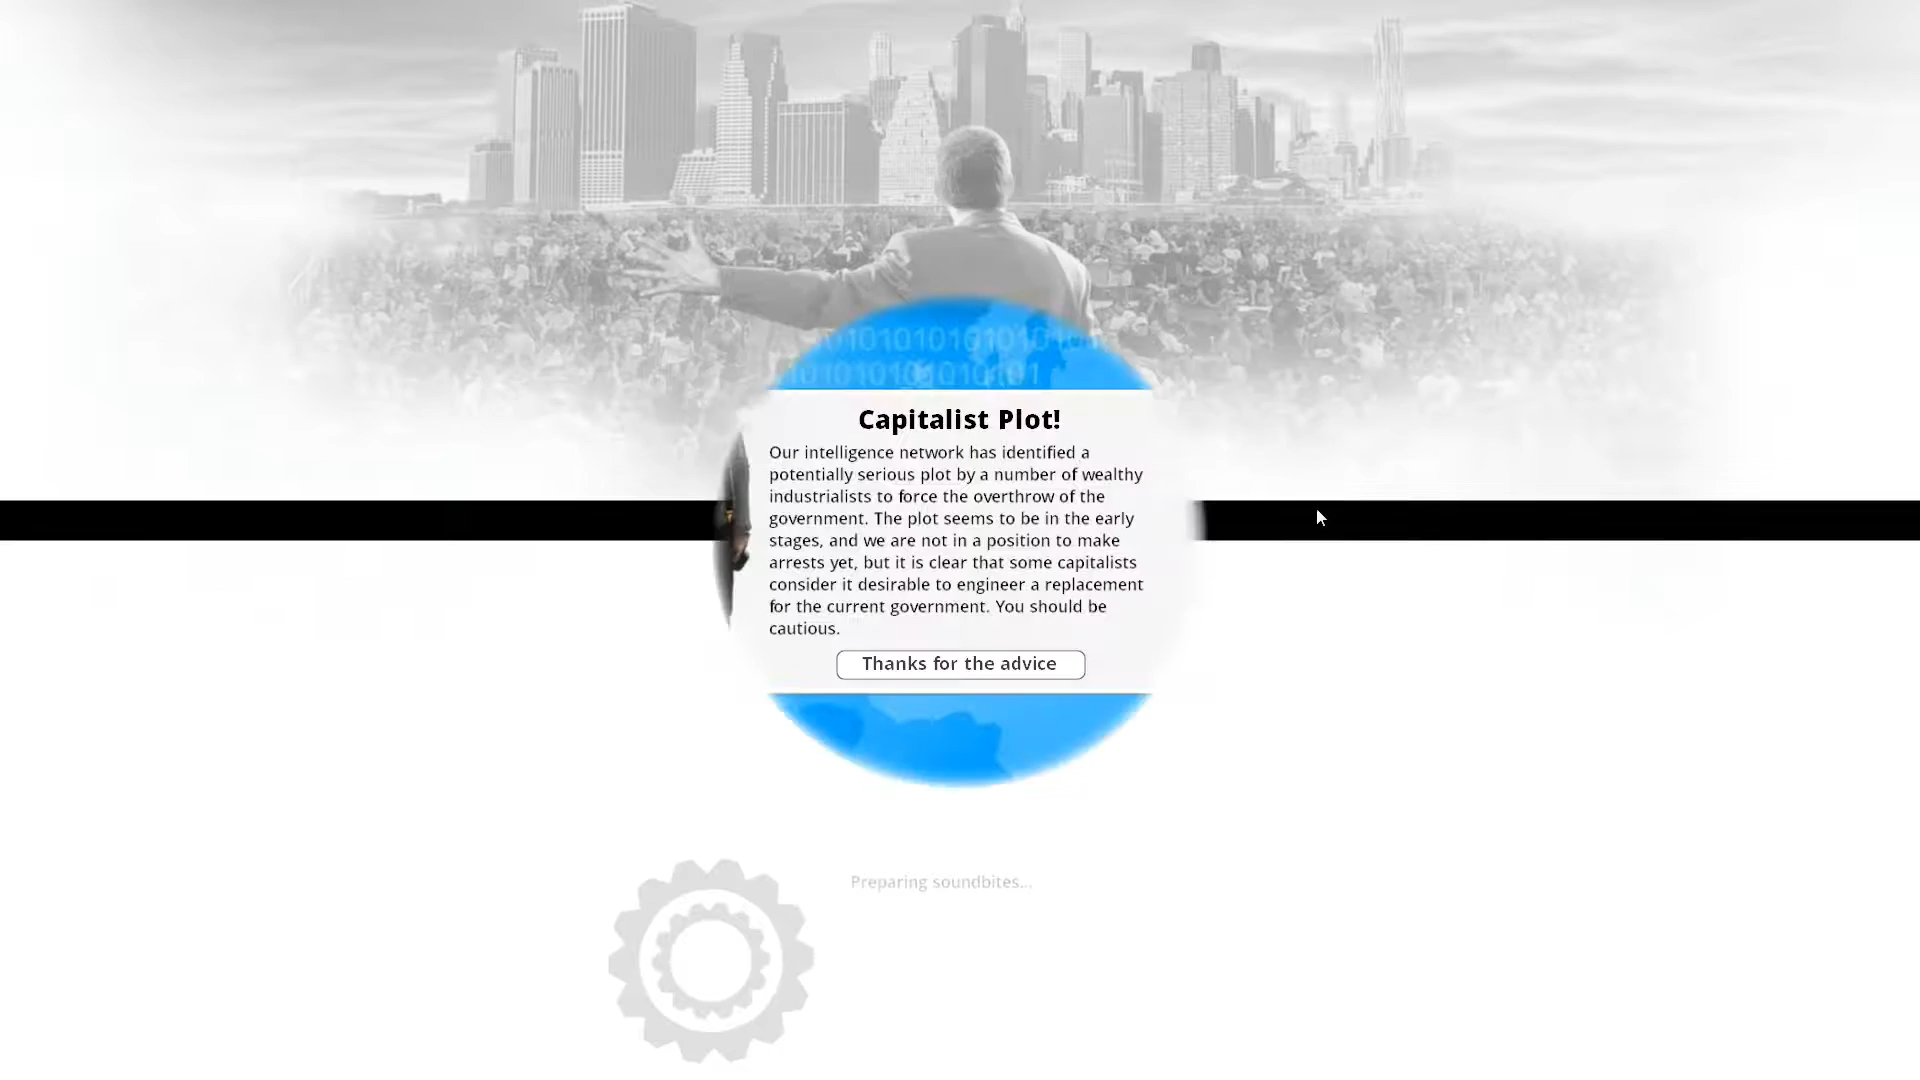 101010101010101
010101010101010101
Capitalist Plot!
Our intelligence network has identified a
potentially serious plot by a number of wealthy
industrialists to force the overthrow of the
government. The plot seems to be in the early
stages, and we are not in a position to make
arrests yet, but it is clear that some capitalists
consider it desirable to engineer a replacement
for the current government. You should be
cautious.
Thanks for the advice
Preparing soundbites...